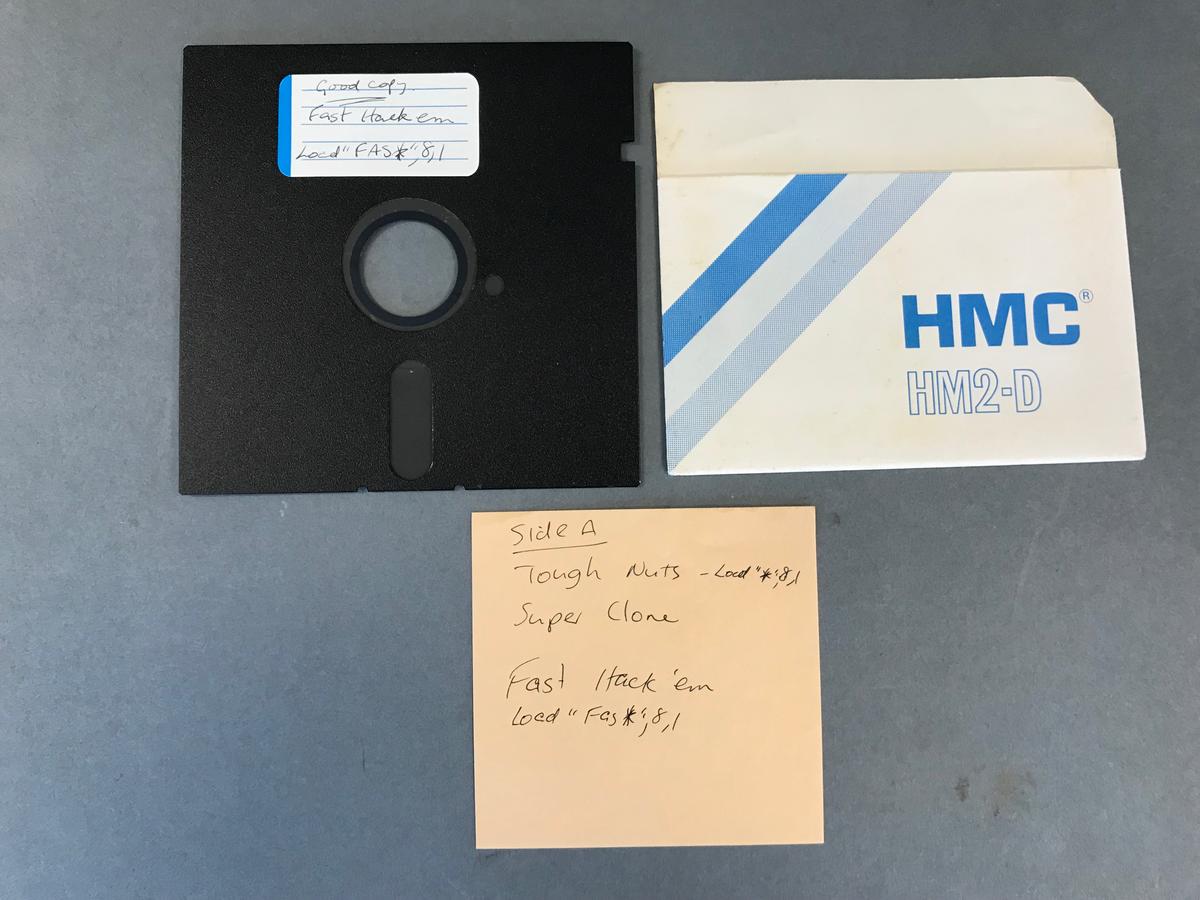 Good Copy.
Fast Hack em
Load "FAS*",8,1
HMC®
HM2-D
Side A
Tough Nuts - Load "*",8,1
Super Clone
Fast Hack 'em
Load "Fas*",8,1